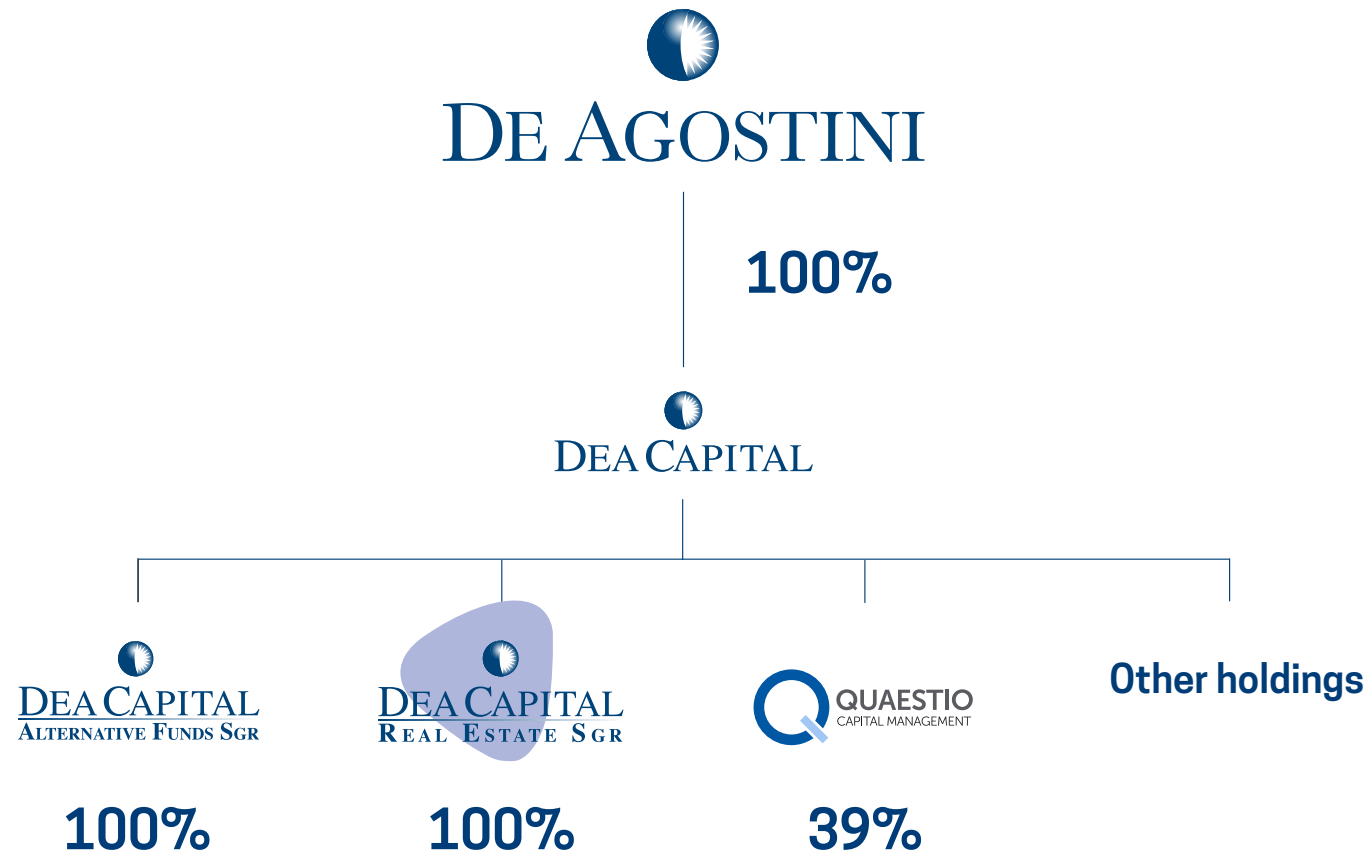 DE AGOSTINI
100%
DEA CAPITAL
DEA CAPITAL
ALTERNATIVE FUNDS SGR
100%
DEA CAPITAL
REAL ESTATE SGR
100%
QUAESTIO
CAPITAL MANAGEMENT
39%
Other holdings